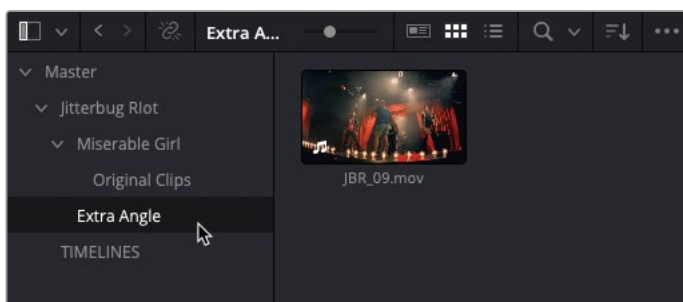 Extra A...
Master
Jitterbug RIot
Miserable Girl
Original Clips
JBR_09.mov
Extra Angle
TIMELINES